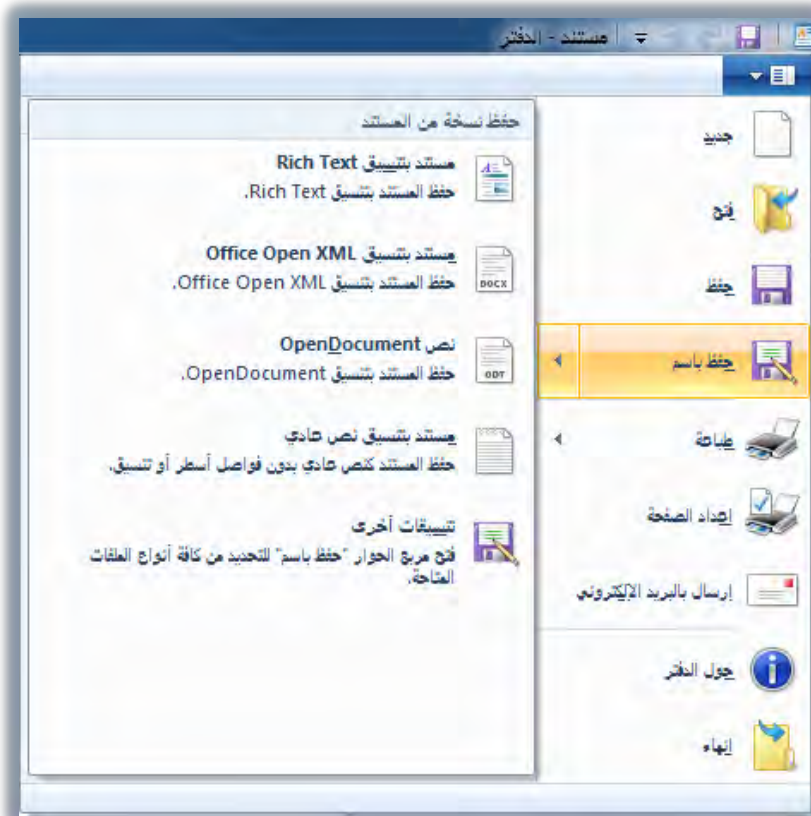 مستند - الدفتر
جديد
فتح
حفظ
حفظ باسم
طباعة
إعداد الصفحة
إرسال بالبريد الإلكتروني
حول الدفتر
إنهاء
حفظ نسخة من المستند
مستند بتنسيق Rich Text
حفظ المستند بتنسيق Rich Text.
مستند بتنسيق Office Open XML
حفظ المستند بتنسيق Office Open XML.
DOCX
نص OpenDocument
حفظ المستند بتنسيق OpenDocument.
ODT
مستند بتنسيق نص عادي
حفظ المستند كنص عادي بدون فواصل أسطر أو تنسيق.
تنسيقات أخرى
فتح مربع الحوار "حفظ باسم" للتحديد من كافة أنواع الملفات
المتاحة.